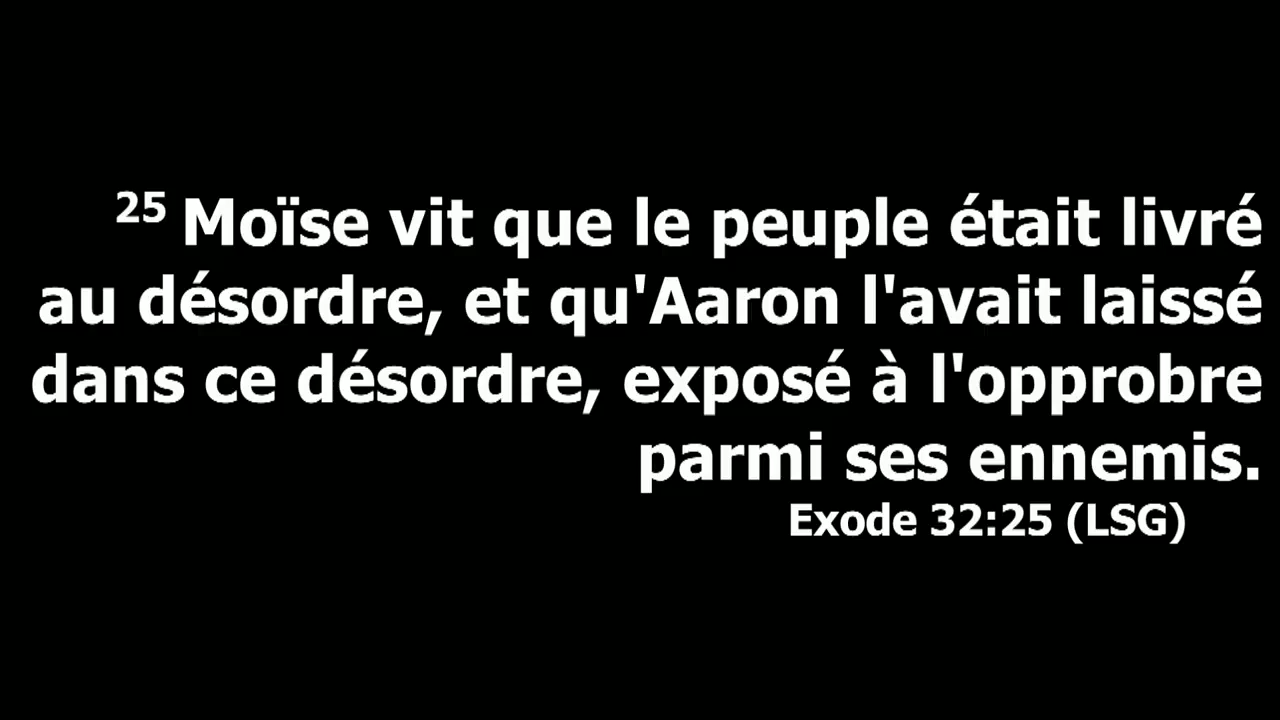 25 Moïse vit que le peuple était livré
au désordre, et qu'Aaron l'avait laissé
dans ce désordre, exposé à l'opprobre
parmi ses ennemis.
Exode 32:25 (LSG)